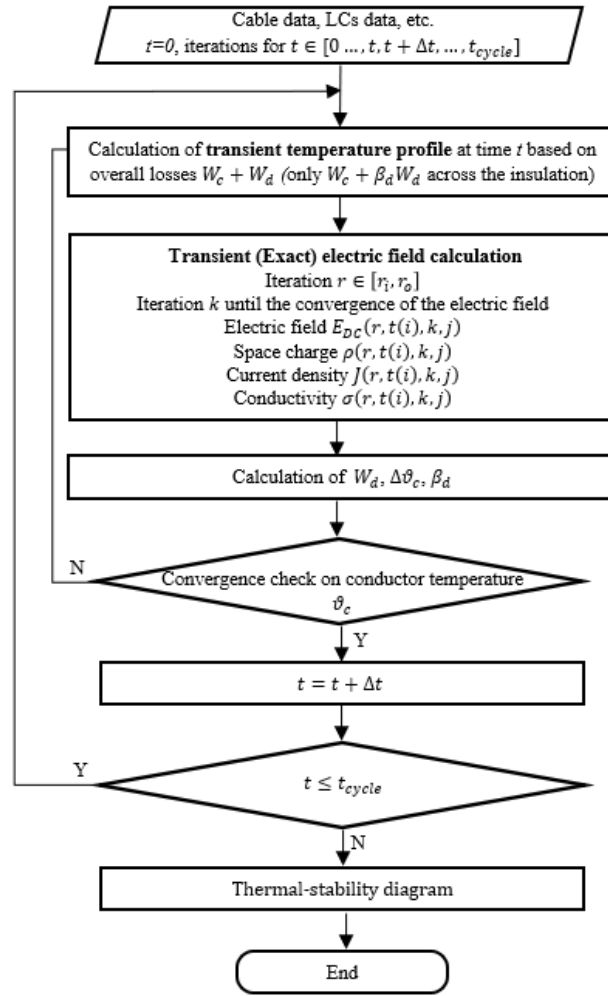 Cable data, LCs data, etc.
t=0, iterations for t ∈ [0 …, t, t + Δt, …, t_cycle]
Calculation of transient temperature profile at time t based on
overall losses W_c + W_d (only W_c + β_d W_d across the insulation)
Transient (Exact) electric field calculation
Iteration r ∈ [r_i, r_o]
Iteration k until the convergence of the electric field
Electric field E_DC(r, t(i), k, j)
Space charge ρ(r, t(i), k, j)
Current density J(r, t(i), k, j)
Conductivity σ(r, t(i), k, j)
Calculation of W_d, Δϑ_c, β_d
N
Convergence check on conductor temperature
ϑ_c
Y
t = t + Δt
Y
t ≤ t_cycle
N
Thermal-stability diagram
End